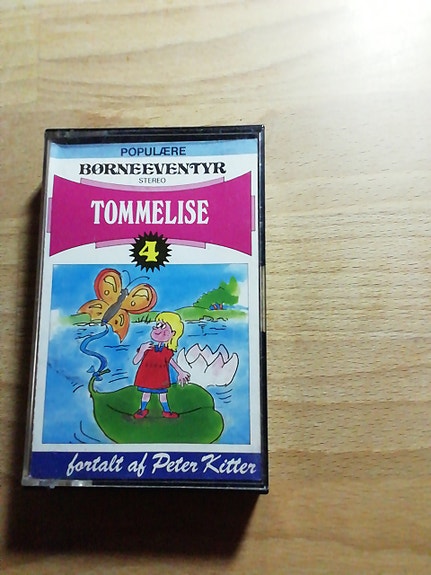 POPULÆRE
BØRNEEVENTYR
STEREO
TOMMELISE
4
fortalt af Peter Kitter